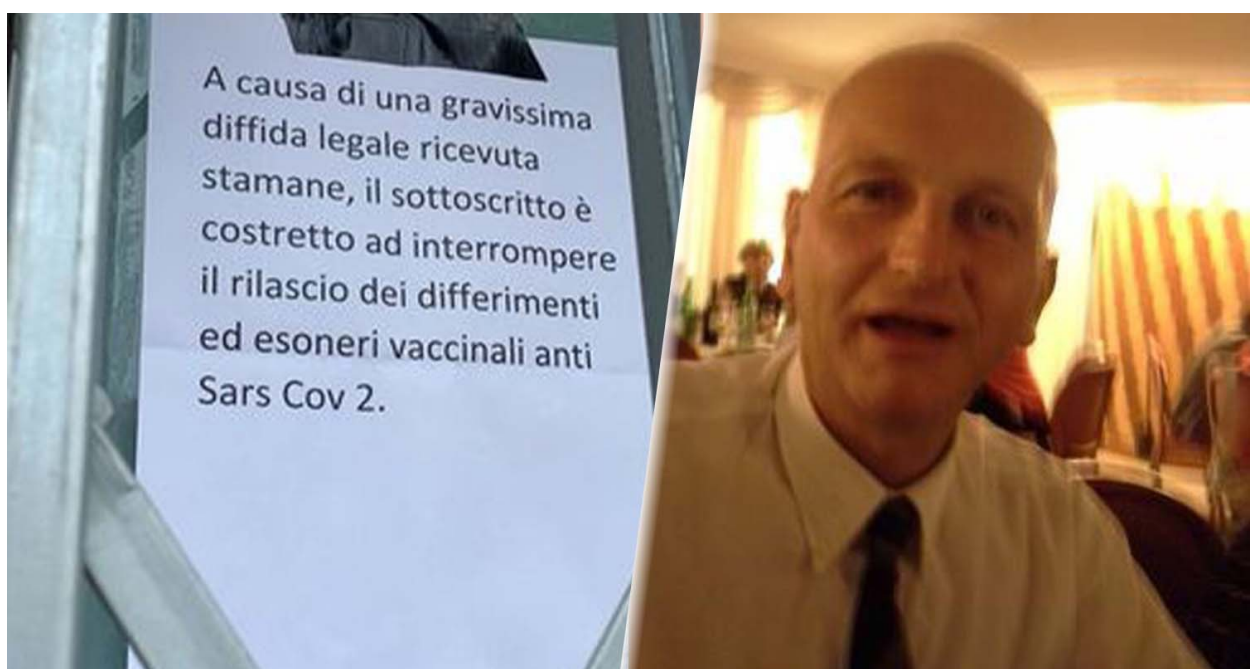 A causa di una gravissima
diffida legale ricevuta
stamane, il sottoscritto è
costretto ad interrompere
il rilascio dei differimenti
ed esoneri vaccinali anti
Sars Cov 2.